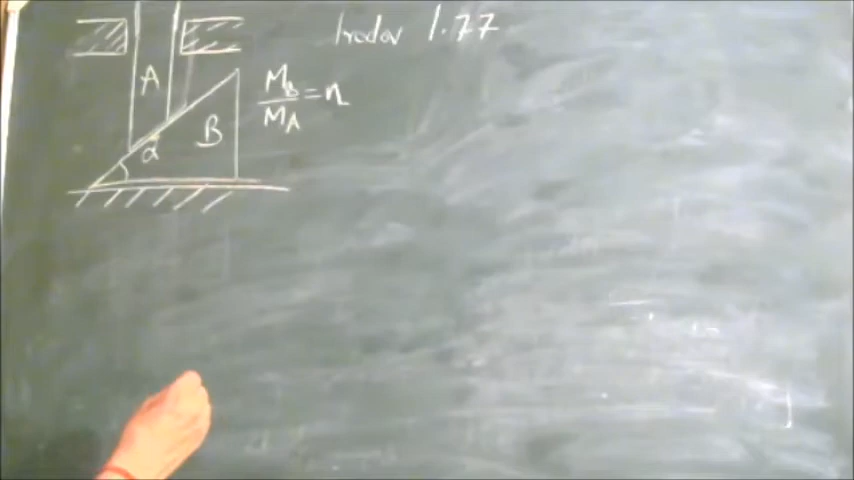 Irodov 1.77
A
M_B/M_A = n
B
α